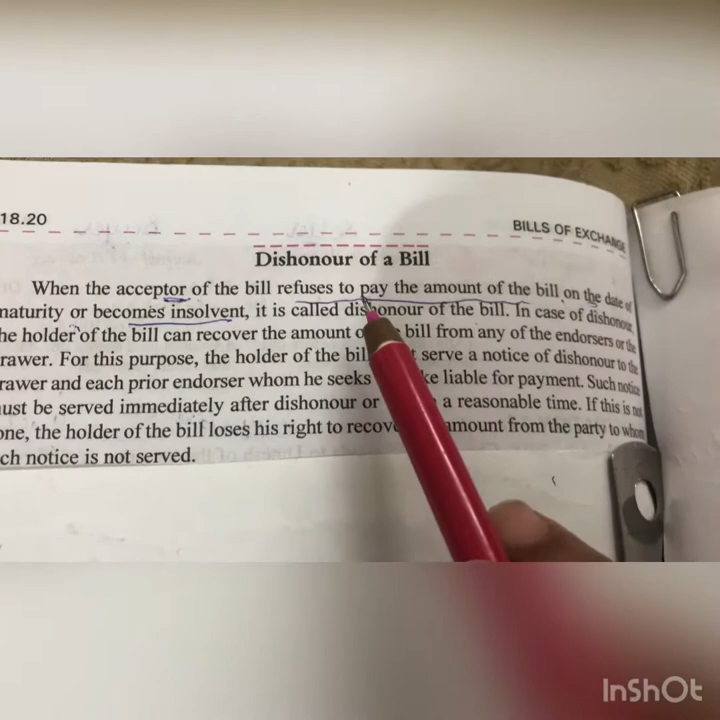 18.20
BILLS OF EXCHANGE
Dishonour of a Bill
When the acceptor of the bill refuses to pay the amount of the bill on the date of
naturity or becomes insolvent, it is called dishonour of the bill. In case of dishonour,
he holder of the bill can recover the amount o bill from any of the endorsers or the
rawer. For this purpose, the holder of the bil t serve a notice of dishonour to the
rawer and each prior endorser whom he seeks ke liable for payment. Such notice
ust be served immediately after dishonour or a reasonable time. If this is not
one, the holder of the bill loses his right to recov amount from the party to whom
ch notice is not served.
InShOt